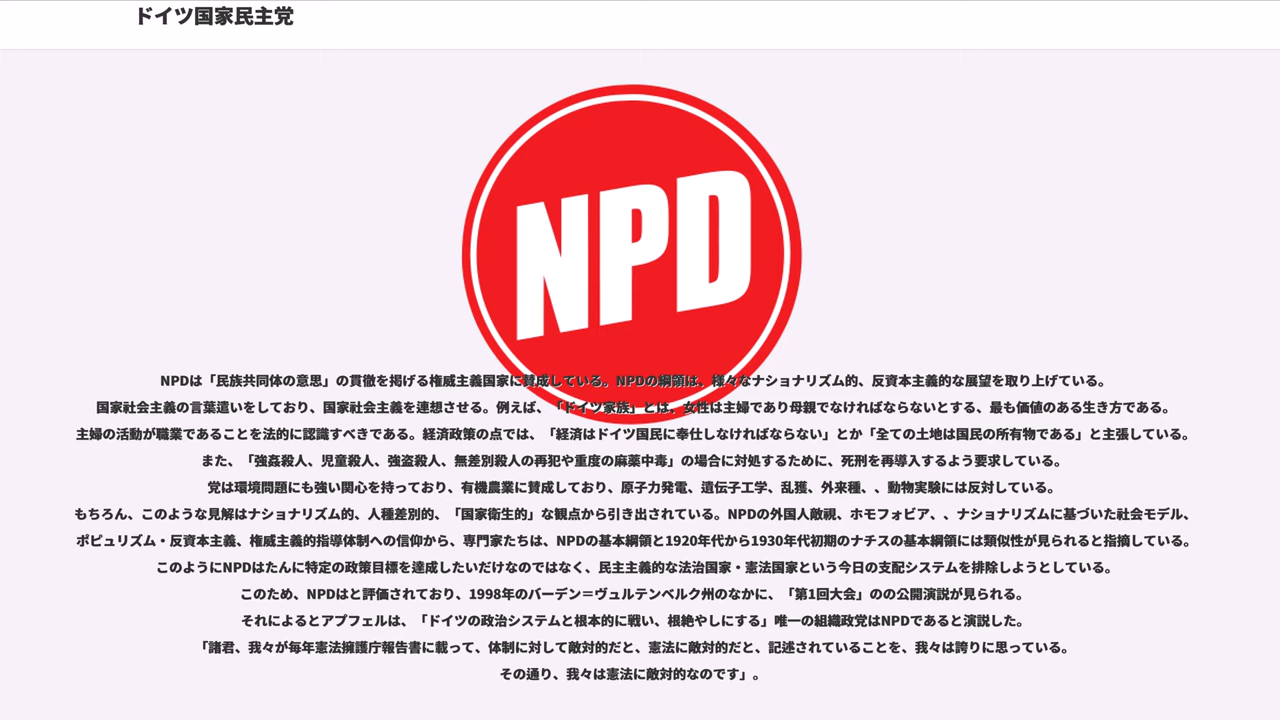 ドイツ国家民主党
NPD
NPDは「民族共同体の意思」の貫徹を掲げる権威主義国家に賛成している。NPDの綱領は、様々なナショナリズム的、反資本主義的な展望を取り上げている。
国家社会主義の言葉遣いをしており、国家社会主義を連想させる。例えば、「ドイツ家族」とは、女性は主婦であり母親でなければならないとする、最も価値のある生き方である。
主婦の活動が職業であることを法的に認識すべきである。経済政策の点では、「経済はドイツ国民に奉仕しなければならない」とか「全ての土地は国民の所有物である」と主張している。
また、「強姦殺人、児童殺人、強盗殺人、無差別殺人の再犯や重度の麻薬中毒」の場合に対処するために、死刑を再導入するよう要求している。
党は環境問題にも強い関心を持っており、有機農業に賛成しており、原子力発電、遺伝子工学、乱獲、外来種、、動物実験には反対している。
もちろん、このような見解はナショナリズム的、人種差別的、「国家衛生的」な観点から引き出されている。NPDの外国人敵視、ホモフォビア、、ナショナリズムに基づいた社会モデル、
ポピュリズム・反資本主義、権威主義的指導体制への信仰から、専門家たちは、NPDの基本綱領と1920年代から1930年代初期のナチスの基本綱領には類似性が見られると指摘している。
このようにNPDはたんに特定の政策目標を達成したいだけなのではなく、民主主義的な法治国家・憲法国家という今日の支配システムを排除しようとしている。
このため、NPDはと評価されており、1998年のバーデン＝ヴュルテンベルク州のなかに、「第1回大会」のの公開演説が見られる。
それによるとアプフェルは、「ドイツの政治システムと根本的に戦い、根絶やしにする」唯一の組織政党はNPDであると演説した。
「諸君、我々が毎年憲法擁護庁報告書に載って、体制に対して敵対的だと、憲法に敵対的だと、記述されていることを、我々は誇りに思っている。
その通り、我々は憲法に敵対的なのです」。